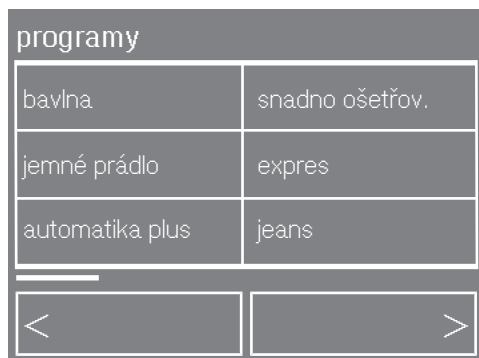 programy
bavlna snadno ošetřov.
jemné prádlo expres
automatika plus jeans
< >